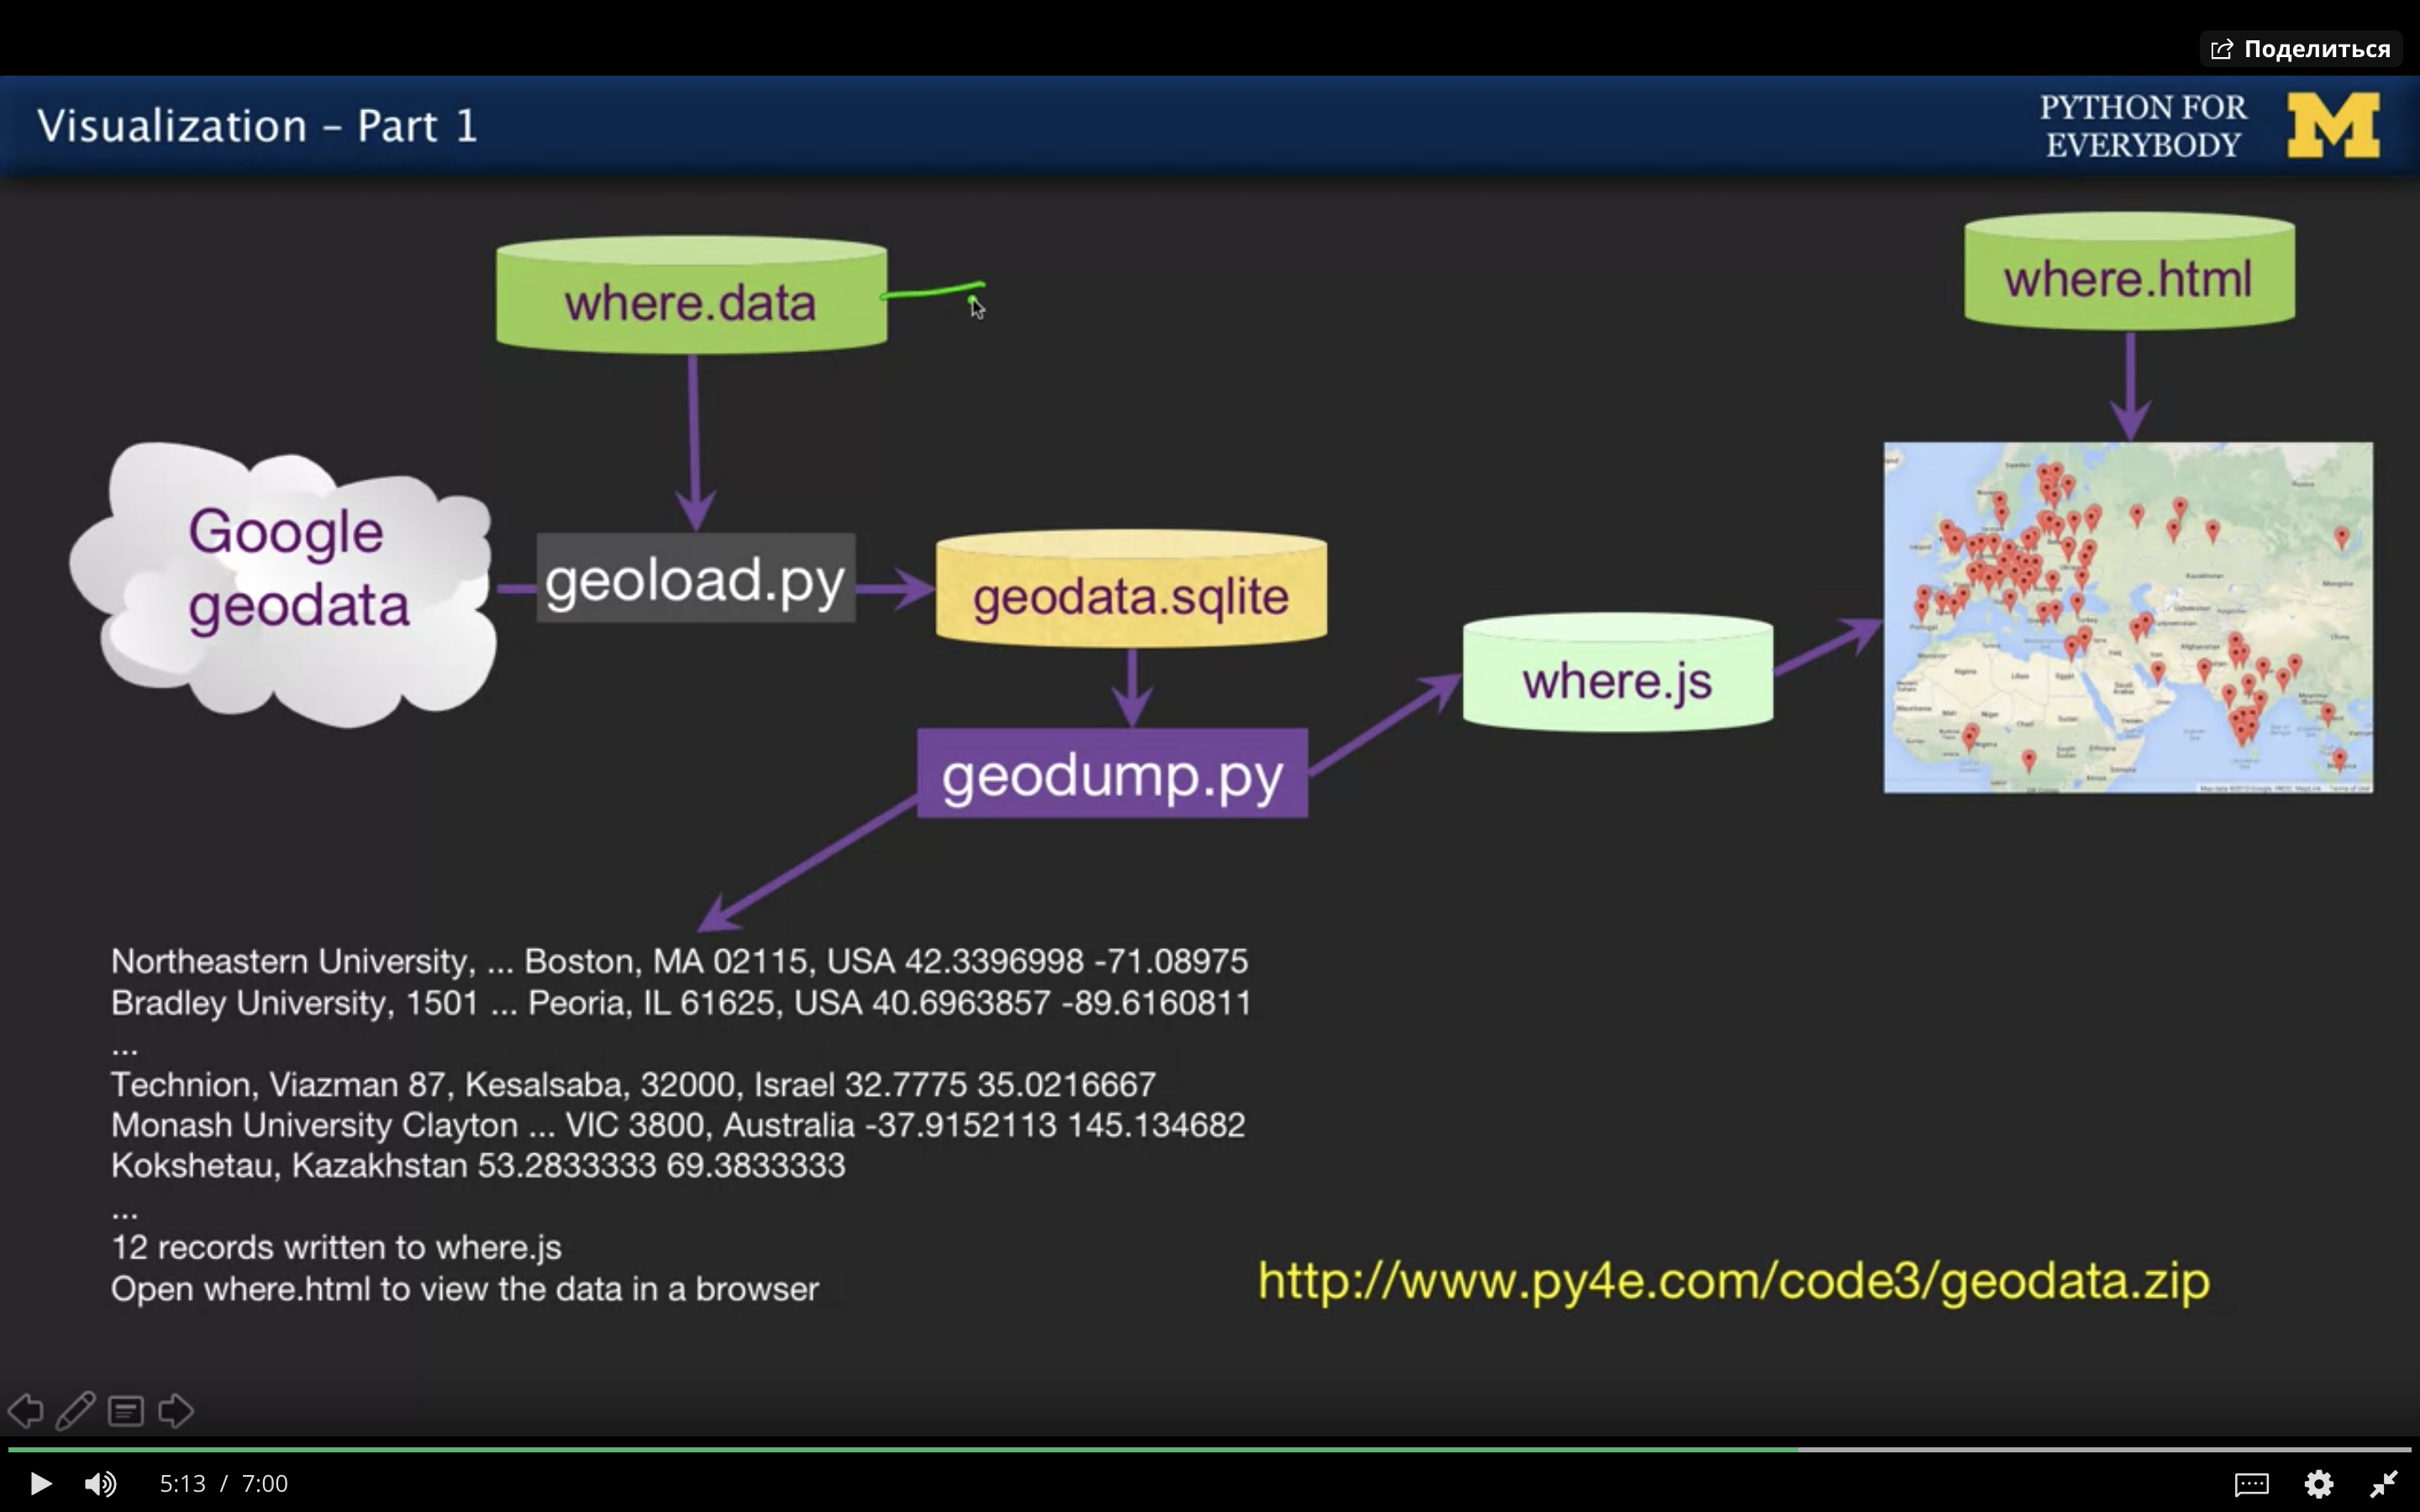 Поделиться
Visualization – Part 1
PYTHON FOR
EVERYBODY
M
where.data
where.html
Google
geodata
geoload.py
geodata.sqlite
where.js
geodump.py
Northeastern University, ... Boston, MA 02115, USA 42.3396998 -71.08975
Bradley University, 1501 ... Peoria, IL 61625, USA 40.6963857 -89.6160811
...
Technion, Viazman 87, Kesalsaba, 32000, Israel 32.7775 35.0216667
Monash University Clayton ... VIC 3800, Australia -37.9152113 145.134682
Kokshetau, Kazakhstan 53.2833333 69.3833333
...
12 records written to where.js
Open where.html to view the data in a browser
http://www.py4e.com/code3/geodata.zip
5:13 / 7:00